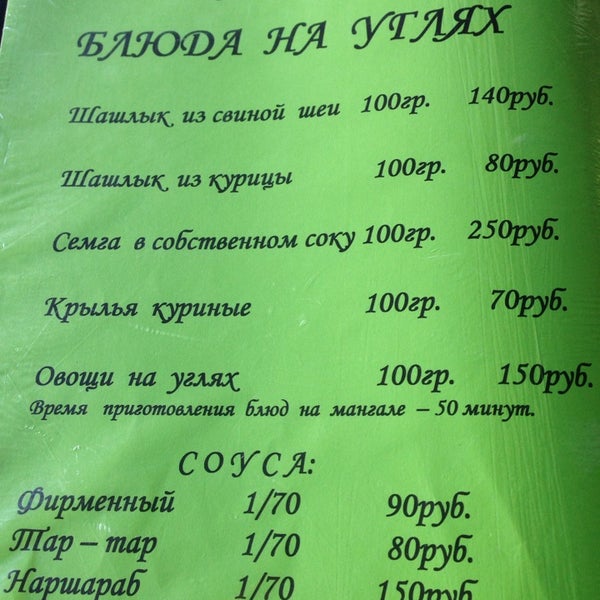 БЛЮДА НА УГЛЯХ
Шашлык из свиной шеи 100гр. 140руб.
Шашлык из курицы 100гр. 80руб.
Семга в собственном соку 100гр. 250руб.
Крылья куриные 100гр. 70руб.
Овощи на углях 100гр. 150руб.
Время приготовления блюд на мангале – 50 минут.
СОУСА:
Фирменный 1/70 90руб.
Тар – тар 1/70 80руб.
Наршараб 1/70 150руб.